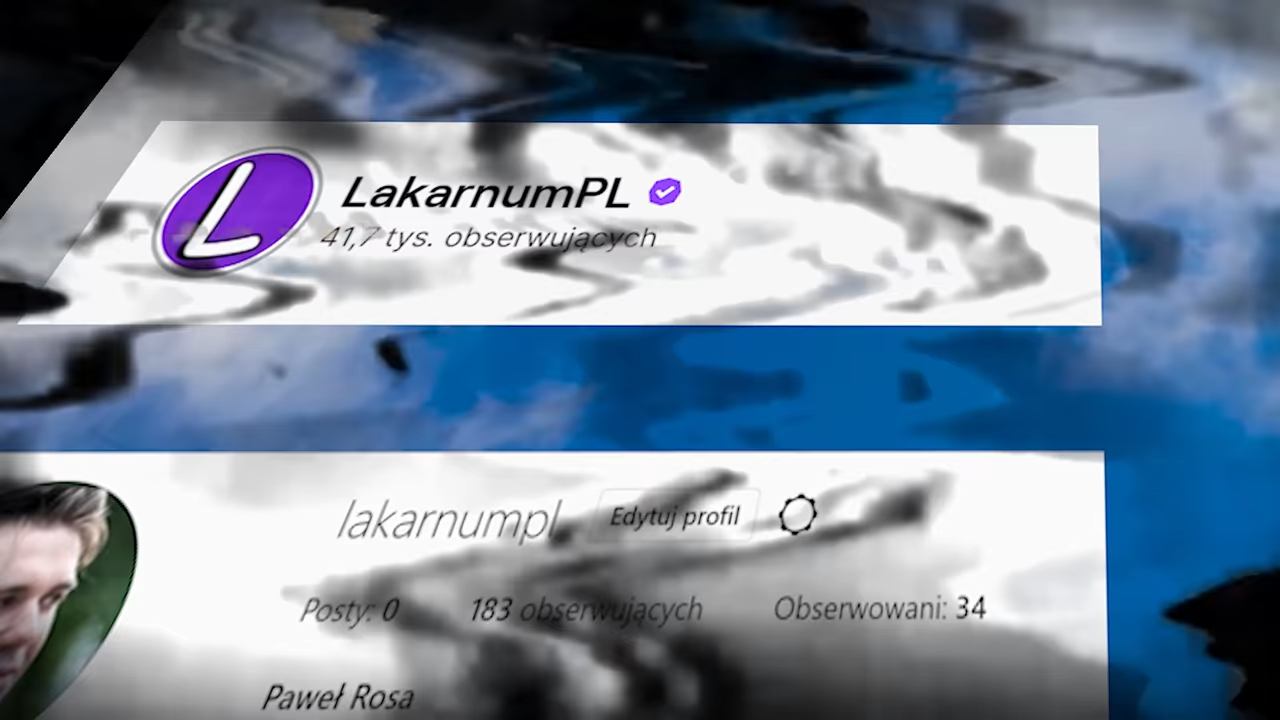 L
LakarnumPL
41,7 tys. obserwujących
lakarnumpl Edytuj profil
Posty: 0 183 obserwujących Obserwowani: 34
Paweł Rosa